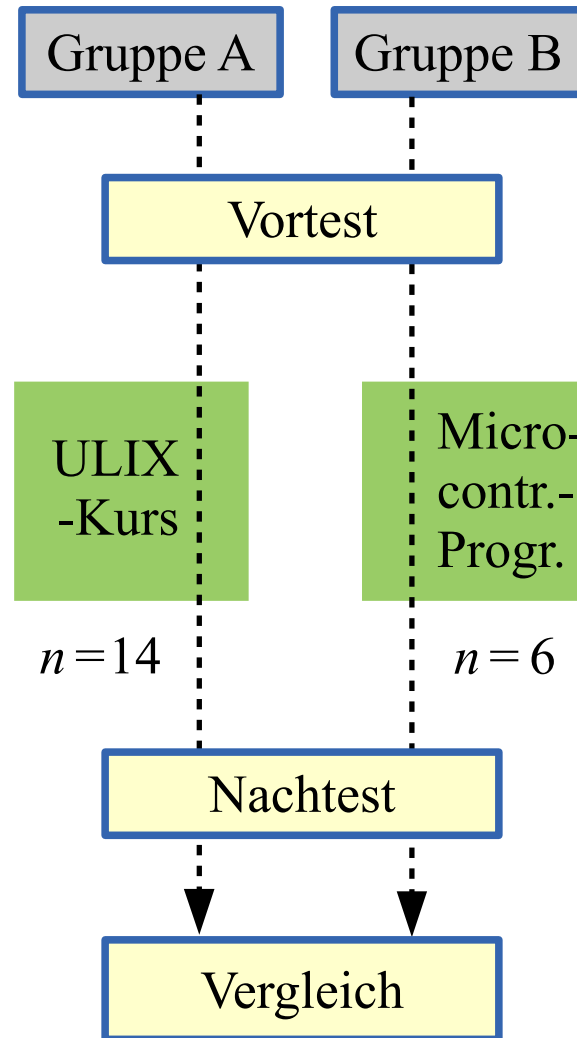 Gruppe A
Gruppe B
Vortest
ULIX
-Kurs
Micro-
contr.-
Progr.
n = 14
n = 6
Nachtest
Vergleich